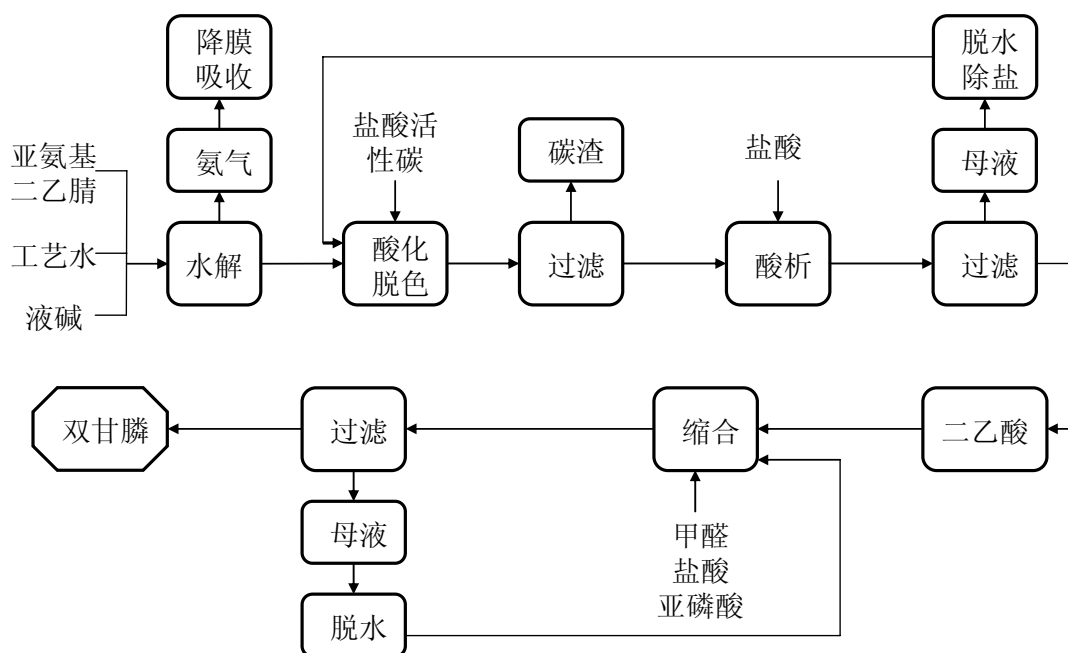 降膜
吸收
脱水
除盐
盐酸活
性碳
碳渣
盐酸
母液
亚氨基
二乙腈
氨气
工艺水
液碱
水解
酸化
脱色
过滤
酸析
过滤
双甘膦
过滤
缩合
二乙酸
母液
甲醛
盐酸
亚磷酸
脱水